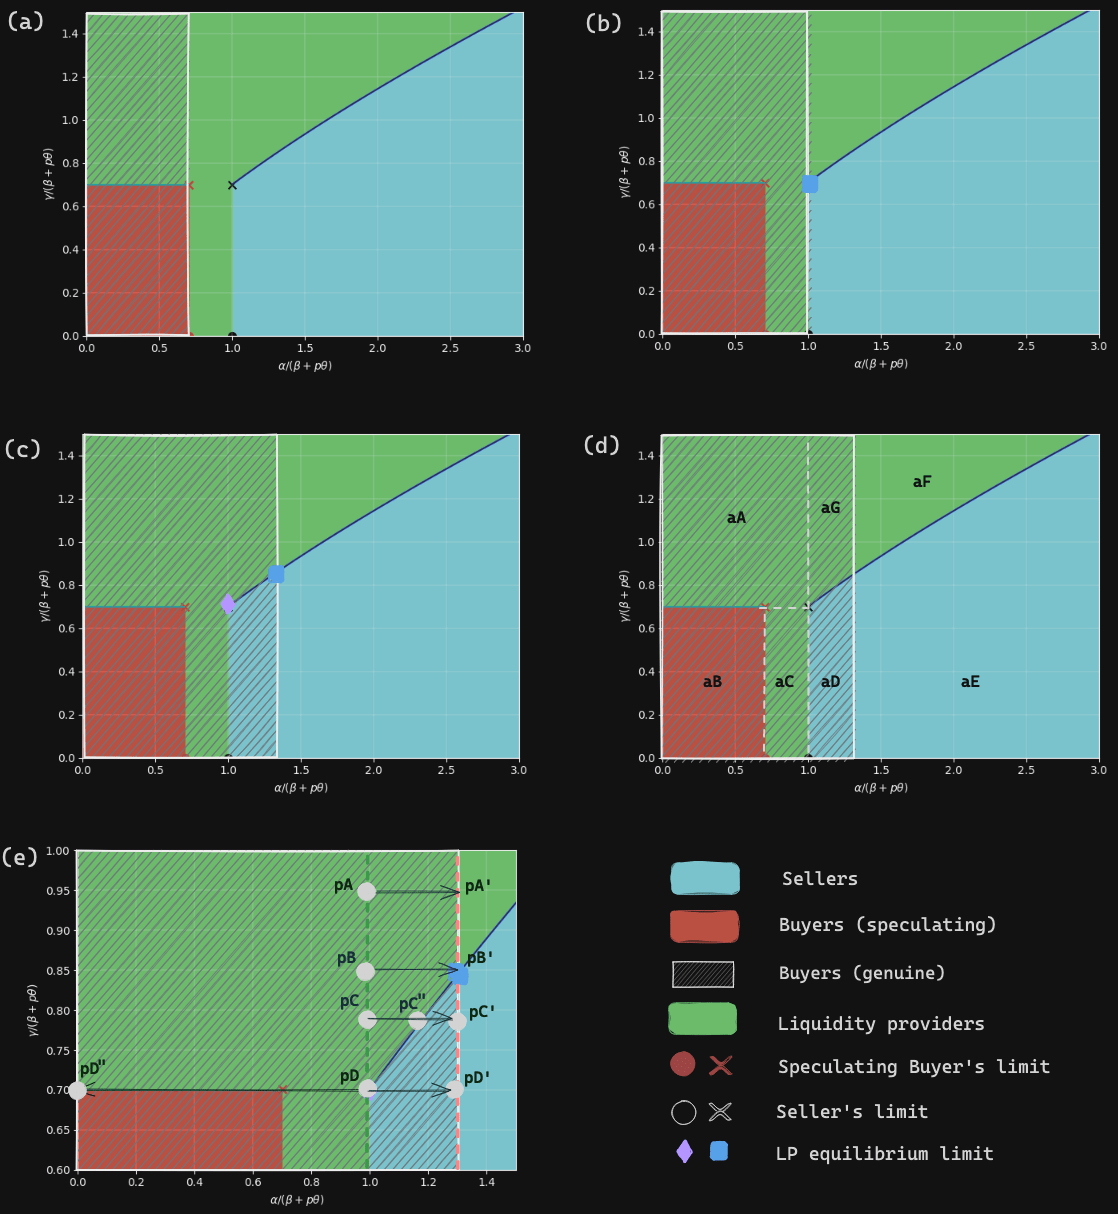 (a)
1.4
1.2
1.0
0.8
0.6
0.4
0.2
0.0
γ/(β + pθ)
0.0 0.5 1.0 1.5 2.0 2.5 3.0
α/(β + pθ)
(b)
1.4
1.2
1.0
0.8
0.6
0.4
0.2
0.0
γ/(β + pθ)
0.0 0.5 1.0 1.5 2.0 2.5 3.0
α/(β + pθ)
(c)
1.4
1.2
1.0
0.8
0.6
0.4
0.2
0.0
γ/(β + pθ)
0.0 0.5 1.0 1.5 2.0 2.5 3.0
α/(β + pθ)
(d)
1.4
1.2
1.0
0.8
0.6
0.4
0.2
0.0
γ/(β + pθ)
aF
aG
aA
aB aC aD aE
0.0 0.5 1.0 1.5 2.0 2.5 3.0
α/(β + pθ)
(e)
1.00
0.95
0.90
0.85
0.80
0.75
0.70
0.65
0.60
γ/(β + pθ)
pA pA'
pB pB'
pC pC" pC'
pD" pD pD'
0.0 0.2 0.4 0.6 0.8 1.0 1.2 1.4
α/(β + pθ)
Sellers
Buyers (speculating)
Buyers (genuine)
Liquidity providers
Speculating Buyer's limit
Seller's limit
LP equilibrium limit